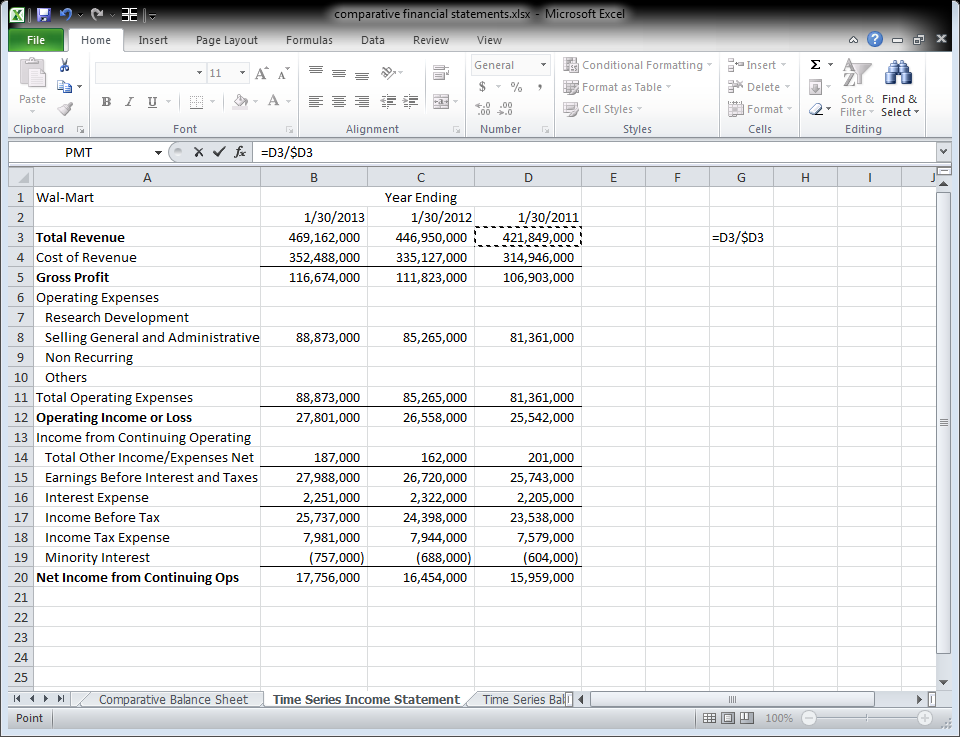 comparative financial statements.xlsx - Microsoft Excel
File Home Insert Page Layout Formulas Data Review View
11 General Conditional Formatting Insert Σ
Paste B I U $ % , Format as Table Delete Sort & Find &
.0 .00 Cell Styles Format Filter Select
Clipboard Font Alignment Number Styles Cells Editing
PMT fx =D3/$D3
A B C D E F G H I J
1 Wal-Mart Year Ending
2 1/30/2013 1/30/2012 1/30/2011
3 Total Revenue 469,162,000 446,950,000 421,849,000 =D3/$D3
4 Cost of Revenue 352,488,000 335,127,000 314,946,000
5 Gross Profit 116,674,000 111,823,000 106,903,000
6 Operating Expenses
7 Research Development
8 Selling General and Administrative 88,873,000 85,265,000 81,361,000
9 Non Recurring
10 Others
11 Total Operating Expenses 88,873,000 85,265,000 81,361,000
12 Operating Income or Loss 27,801,000 26,558,000 25,542,000
13 Income from Continuing Operating
14 Total Other Income/Expenses Net 187,000 162,000 201,000
15 Earnings Before Interest and Taxes 27,988,000 26,720,000 25,743,000
16 Interest Expense 2,251,000 2,322,000 2,205,000
17 Income Before Tax 25,737,000 24,398,000 23,538,000
18 Income Tax Expense 7,981,000 7,944,000 7,579,000
19 Minority Interest (757,000) (688,000) (604,000)
20 Net Income from Continuing Ops 17,756,000 16,454,000 15,959,000
21
22
23
24
25
Comparative Balance Sheet Time Series Income Statement Time Series Bal
Point 100%